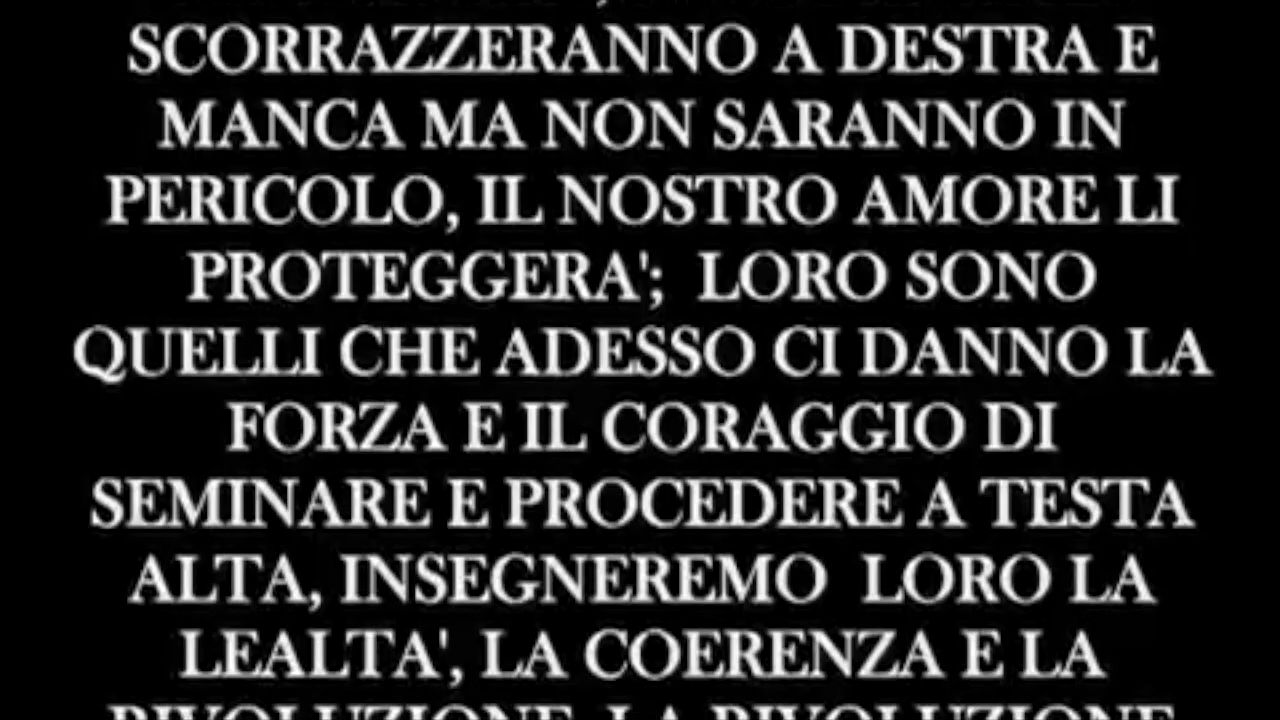 SCORRAZZERANNO A DESTRA E
MANCA MA NON SARANNO IN
PERICOLO, IL NOSTRO AMORE LI
PROTEGGERA';  LORO SONO
QUELLI CHE ADESSO CI DANNO LA
FORZA E IL CORAGGIO DI
SEMINARE E PROCEDERE A TESTA
ALTA, INSEGNEREMO  LORO LA
LEALTA', LA COERENZA E LA
RIVOLUZIONE, LA RIVOLUZIONE